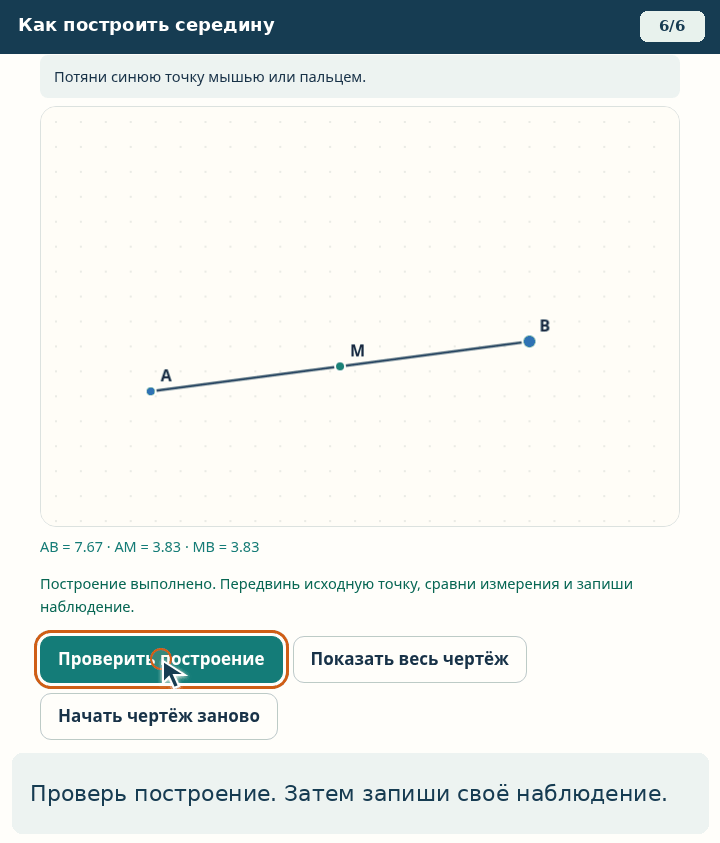 Как построить середину
6/6
Потяни синюю точку мышью или пальцем.
B
M
A
AB = 7.67 · AM = 3.83 · MB = 3.83
Построение выполнено. Передвинь исходную точку, сравни измерения и запиши
наблюдение.
Проверить построение
Показать весь чертёж
Начать чертёж заново
Проверь построение. Затем запиши своё наблюдение.